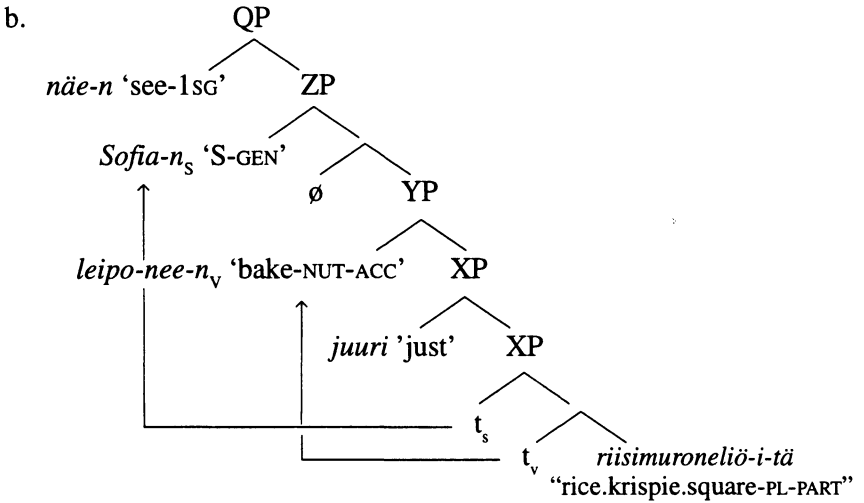 b. QP
näe-n ‘see-1SG’ ZP
Sofia-nS ‘S-GEN’
ø YP
leipo-nee-nV ‘bake-NUT-ACC’ XP
juuri ’just’ XP
ts
tv riisimuroneliö-i-tä
“rice.krispie.square-PL-PART”